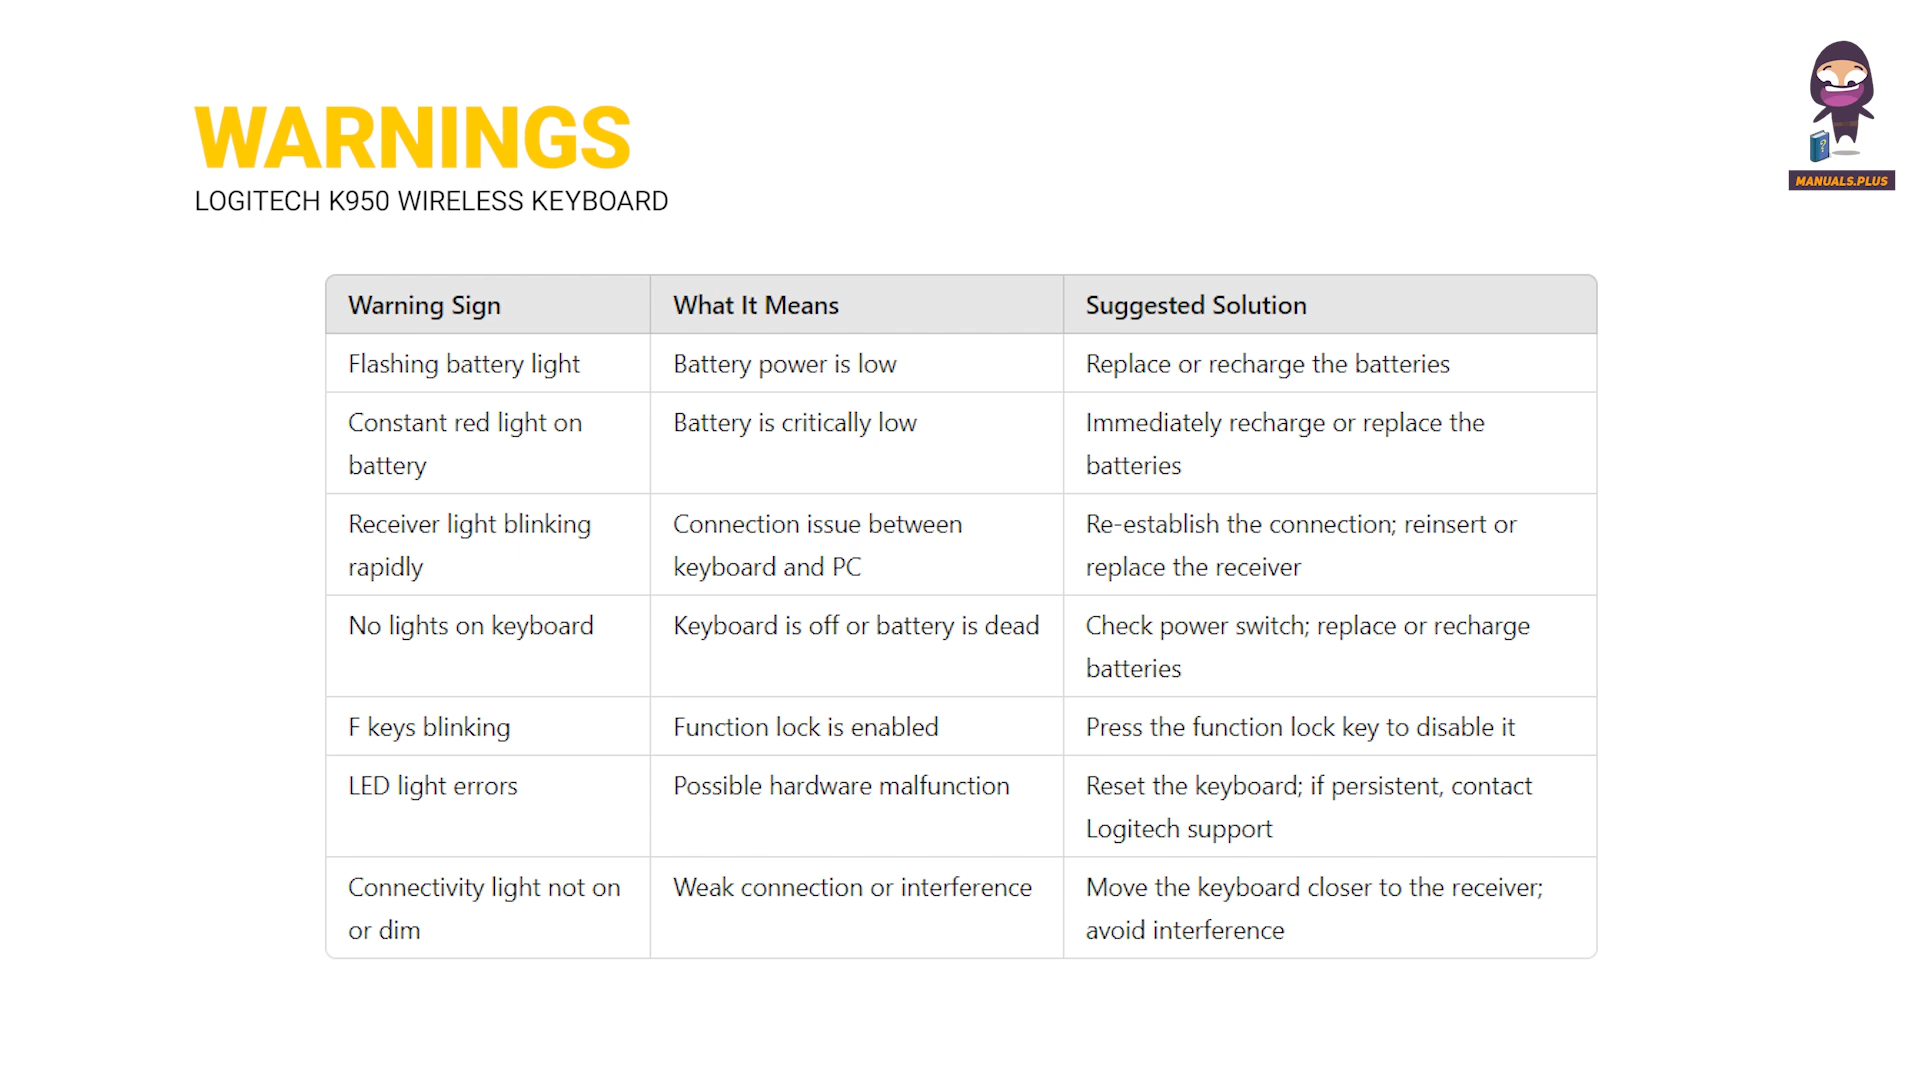 WARNINGS
LOGITECH K950 WIRELESS KEYBOARD
MANUALS.PLUS
Warning Sign What It Means Suggested Solution
Flashing battery light Battery power is low Replace or recharge the batteries
Constant red light on battery Battery is critically low Immediately recharge or replace the batteries
Receiver light blinking rapidly Connection issue between keyboard and PC Re-establish the connection; reinsert or replace the receiver
No lights on keyboard Keyboard is off or battery is dead Check power switch; replace or recharge batteries
F keys blinking Function lock is enabled Press the function lock key to disable it
LED light errors Possible hardware malfunction Reset the keyboard; if persistent, contact Logitech support
Connectivity light not on or dim Weak connection or interference Move the keyboard closer to the receiver; avoid interference